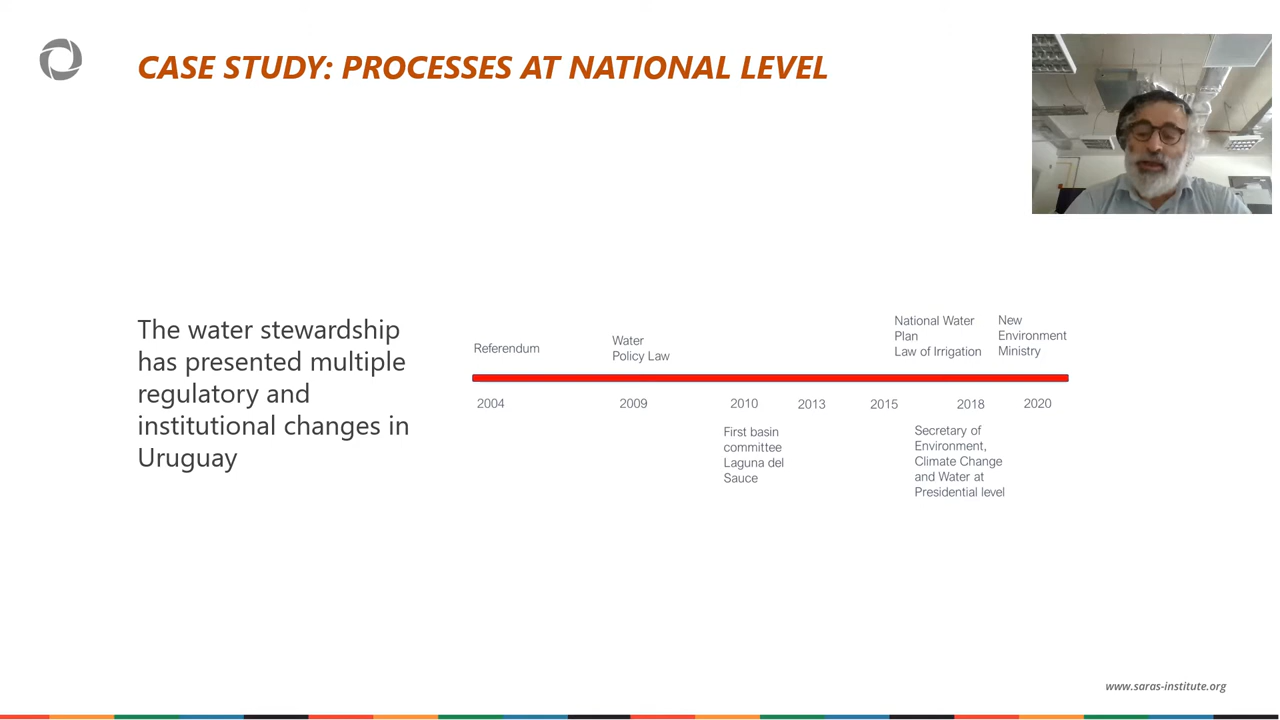 CASE STUDY: PROCESSES AT NATIONAL LEVEL
The water stewardship
has presented multiple
regulatory and
institutional changes in
Uruguay
Referendum
Water
Policy Law
National Water
Plan
Law of Irrigation
New
Environment
Ministry
2004
2009
2010
2013
2015
2018
2020
First basin
committee
Laguna del
Sauce
Secretary of
Environment,
Climate Change
and Water at
Presidential level
www.saras-institute.org